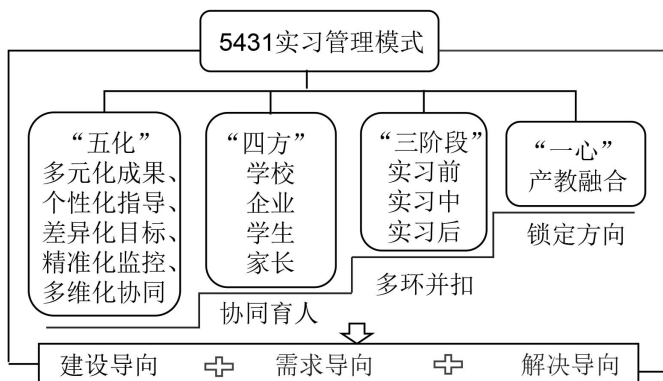 5431实习管理模式
“五化”
多元化成果、
个性化指导、
差异化目标、
精准化监控、
多维化协同
“四方”
学校
企业
学生
家长
“三阶段”
实习前
实习中
实习后
“一心”
产教融合
协同育人
多环并扣
锁定方向
建设导向
需求导向
解决导向